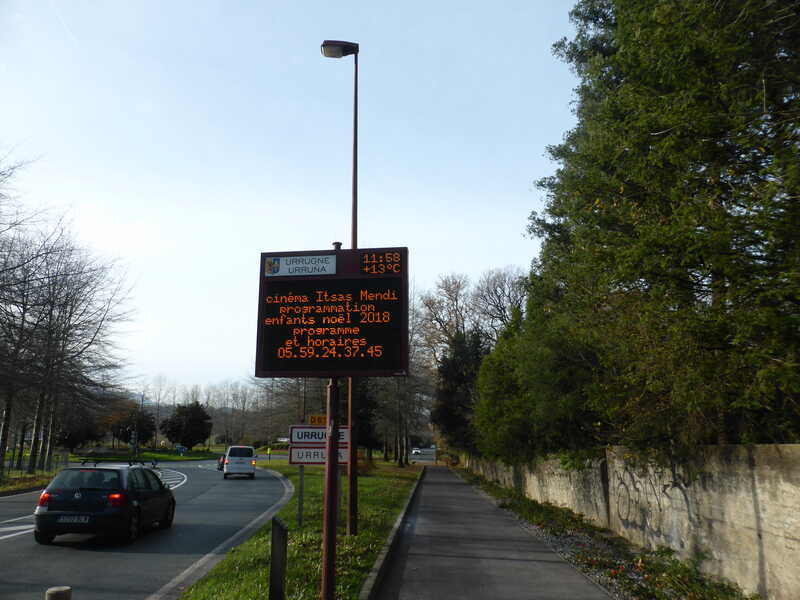 URRUGNE
URRUÑA
11:58
+13°C
cinéma Itsas Mendi
programmation
enfants noël 2018
programme
et horaires
05.59.24.37.45
URRUGNE
URRUÑA